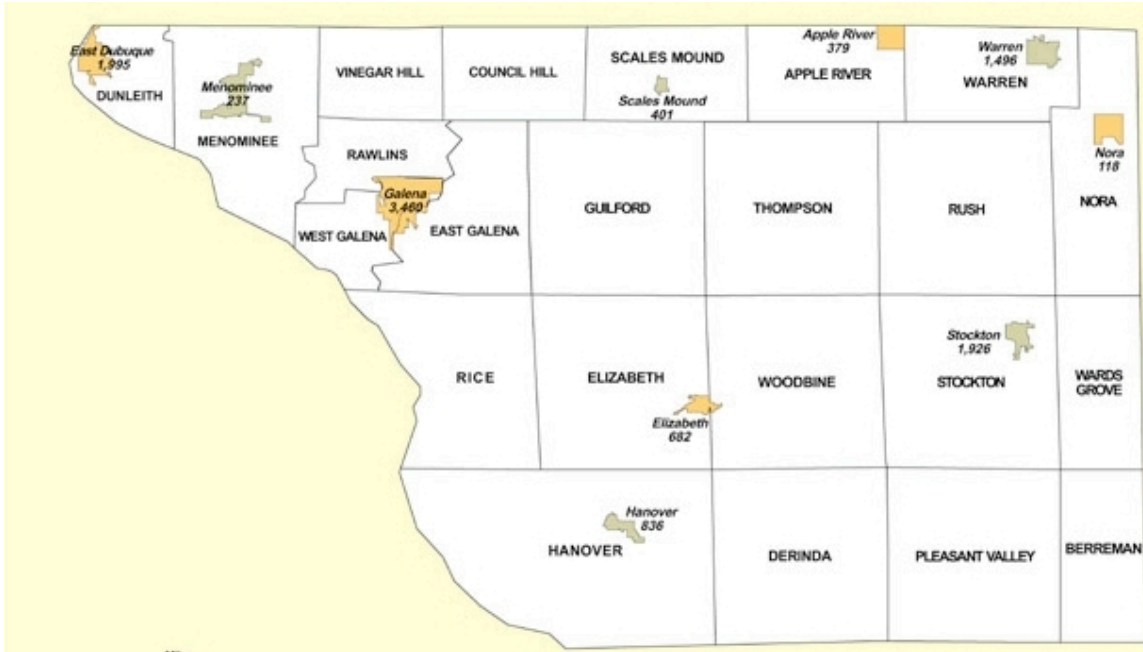 East Dubuque
1,995
DUNLEITH
Menominee
237
MENOMINEE
VINEGAR HILL
COUNCIL HILL
SCALES MOUND
Scales Mound
401
Apple River
379
APPLE RIVER
Warren
1,496
WARREN
Nora
118
NORA
RAWLINS
Galena
3,460
WEST GALENA
EAST GALENA
GUILFORD
THOMPSON
RUSH
RICE
ELIZABETH
Elizabeth
682
WOODBINE
Stockton
1,926
STOCKTON
WARDS
GROVE
Hanover
836
HANOVER
DERINDA
PLEASANT VALLEY
BERREMAN